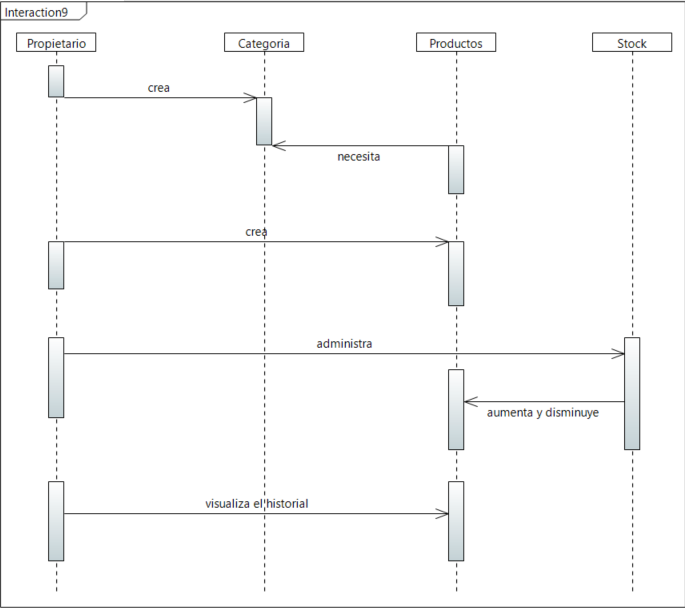 Interaction9
Propietario
Categoria
Productos
Stock
crea
necesita
crea
administra
aumenta y disminuye
visualiza el historial